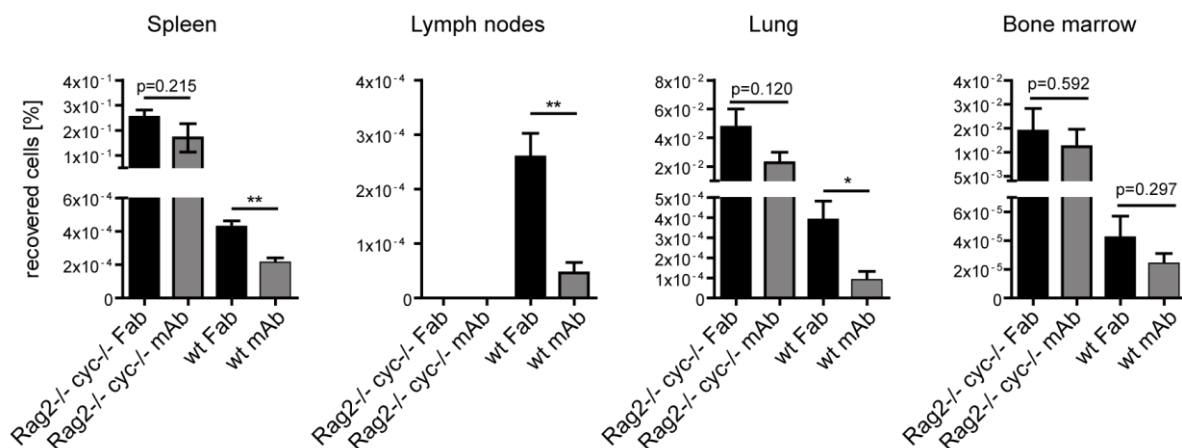 Spleen
Lymph nodes
Lung
Bone marrow
recovered cells [%]
4x10⁻¹
3x10⁻¹
2x10⁻¹
1x10⁻¹
6x10⁻⁴
4x10⁻⁴
2x10⁻⁴
0
p=0.215
**
Rag2-/- cyc-/- Fab
Rag2-/- cyc-/- mAb
wt Fab
wt mAb
4x10⁻⁴
3x10⁻⁴
2x10⁻⁴
1x10⁻⁴
0
**
Rag2-/- cyc-/- Fab
Rag2-/- cyc-/- mAb
wt Fab
wt mAb
8x10⁻²
6x10⁻²
4x10⁻²
2x10⁻²
5x10⁻⁴
4x10⁻⁴
3x10⁻⁴
2x10⁻⁴
1x10⁻⁴
0
p=0.120
*
Rag2-/- cyc-/- Fab
Rag2-/- cyc-/- mAb
wt Fab
wt mAb
4x10⁻²
3x10⁻²
2x10⁻²
1x10⁻²
5x10⁻³
6x10⁻⁵
4x10⁻⁵
2x10⁻⁵
0
p=0.592
p=0.297
Rag2-/- cyc-/- Fab
Rag2-/- cyc-/- mAb
wt Fab
wt mAb